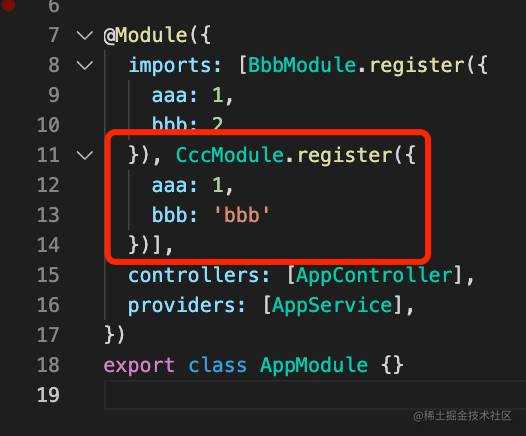 6
7 @Module({
8 imports: [BbbModule.register({
9 aaa: 1,
10 bbb: 2
11 }), CccModule.register({
12 aaa: 1,
13 bbb: 'bbb'
14 })],
15 controllers: [AppController],
16 providers: [AppService],
17 })
18 export class AppModule {}
19
@稀土掘金技术社区